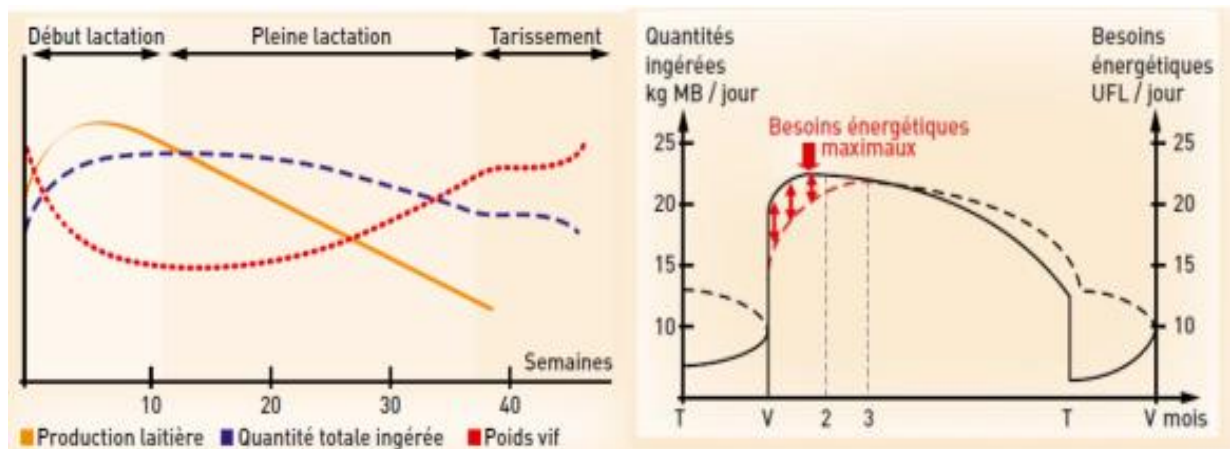 Début lactation Pleine lactation Tarissement
Semaines
10 20 30 40
Production laitière Quantité totale ingérée Poids vif
Quantités
ingérées
kg MB / jour
Besoins
énergétiques
UFL / jour
Besoins énergétiques
maximaux
25 25
20 20
15 15
10 10
T V 2 3 T V mois